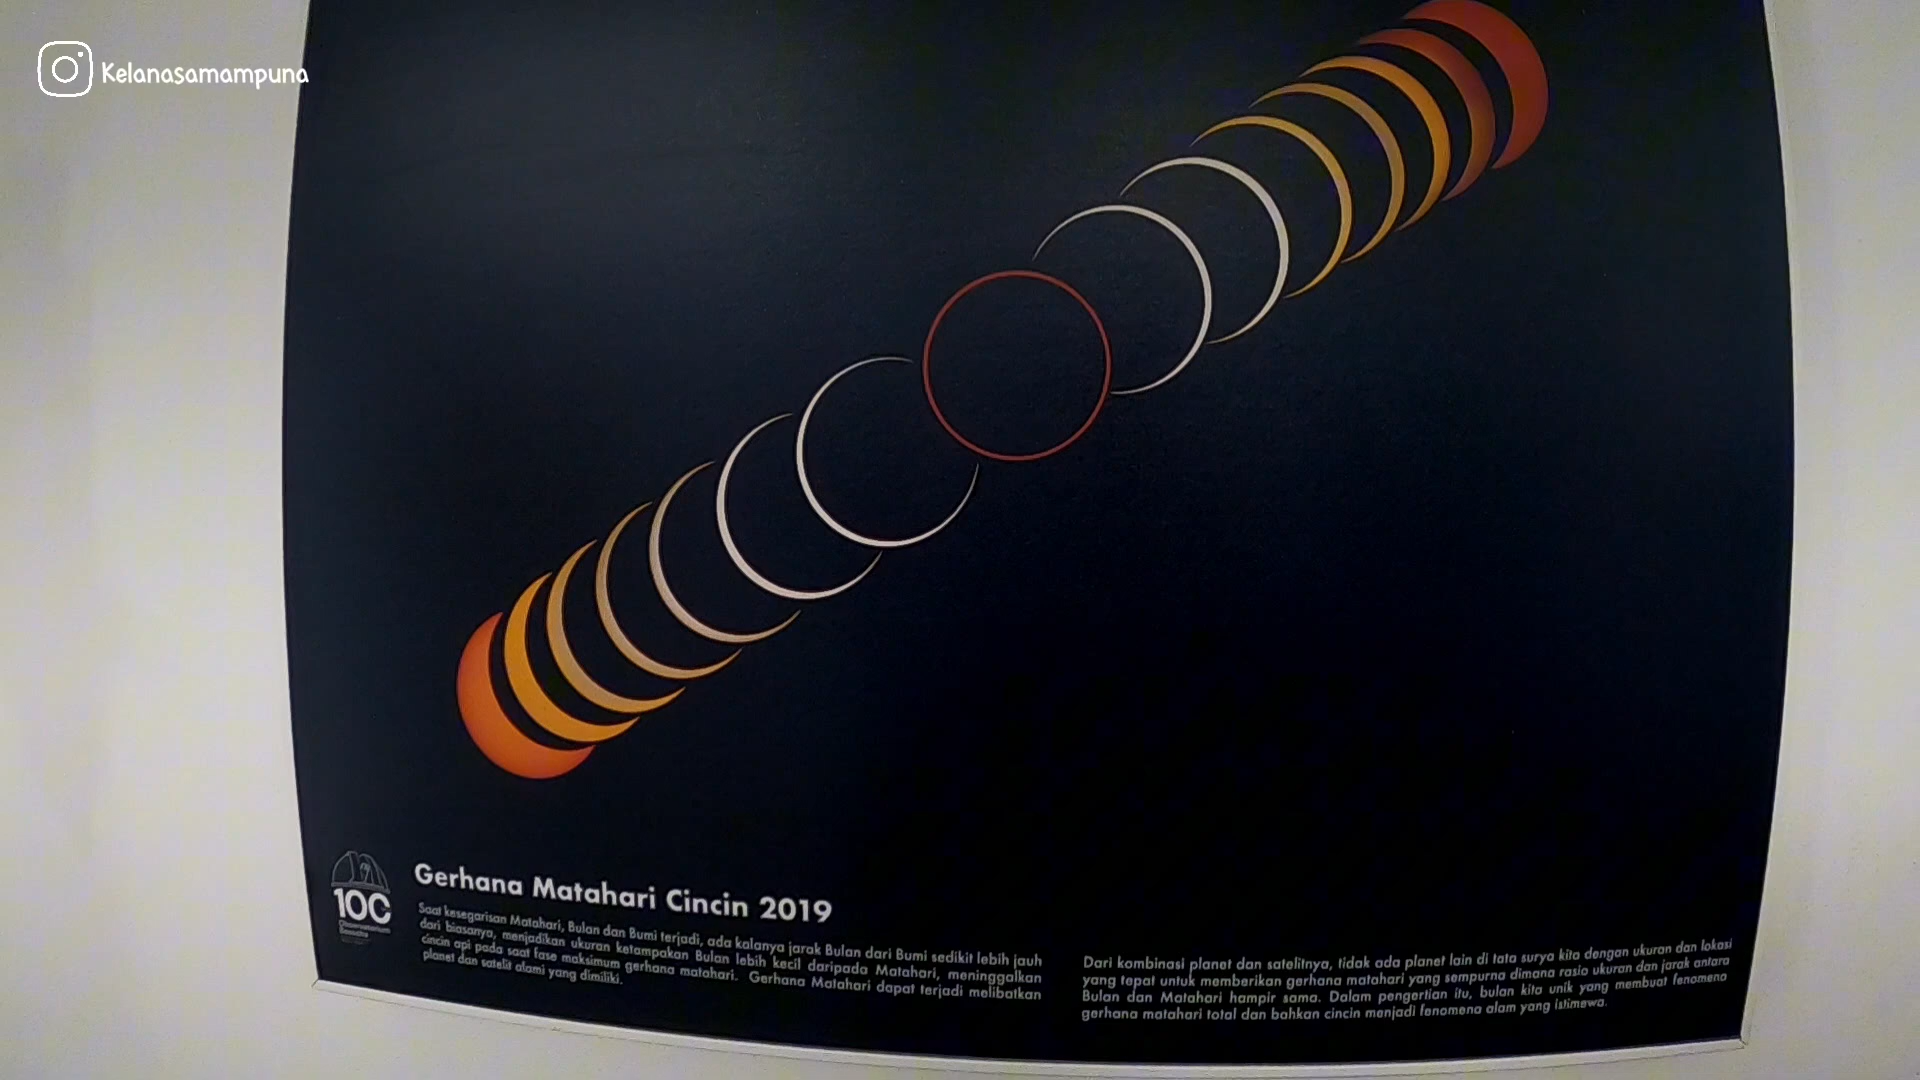 Kelanasamampuna
100
Observatorium
Bosscha
Gerhana Matahari Cincin 2019
Saat kesegarisan Matahari, Bulan dan Bumi terjadi, ada kalanya jarak Bulan dari Bumi sedikit lebih jauh
dari biasanya, menjadikan ukuran ketampakan Bulan lebih kecil daripada Matahari, meninggalkan
cincin api pada saat fase maksimum gerhana matahari. Gerhana Matahari dapat terjadi melibatkan
planet dan satelit alami yang dimiliki.
Dari kombinasi planet dan satelitnya, tidak ada planet lain di tata surya kita dengan ukuran dan lokasi
yang tepat untuk memberikan gerhana matahari yang sempurna dimana rasio ukuran dan jarak antara
Bulan dan Matahari hampir sama. Dalam pengertian itu, bulan kita unik yang membuat fenomena
gerhana matahari total dan bahkan cincin menjadi fenomena alam yang istimewa.